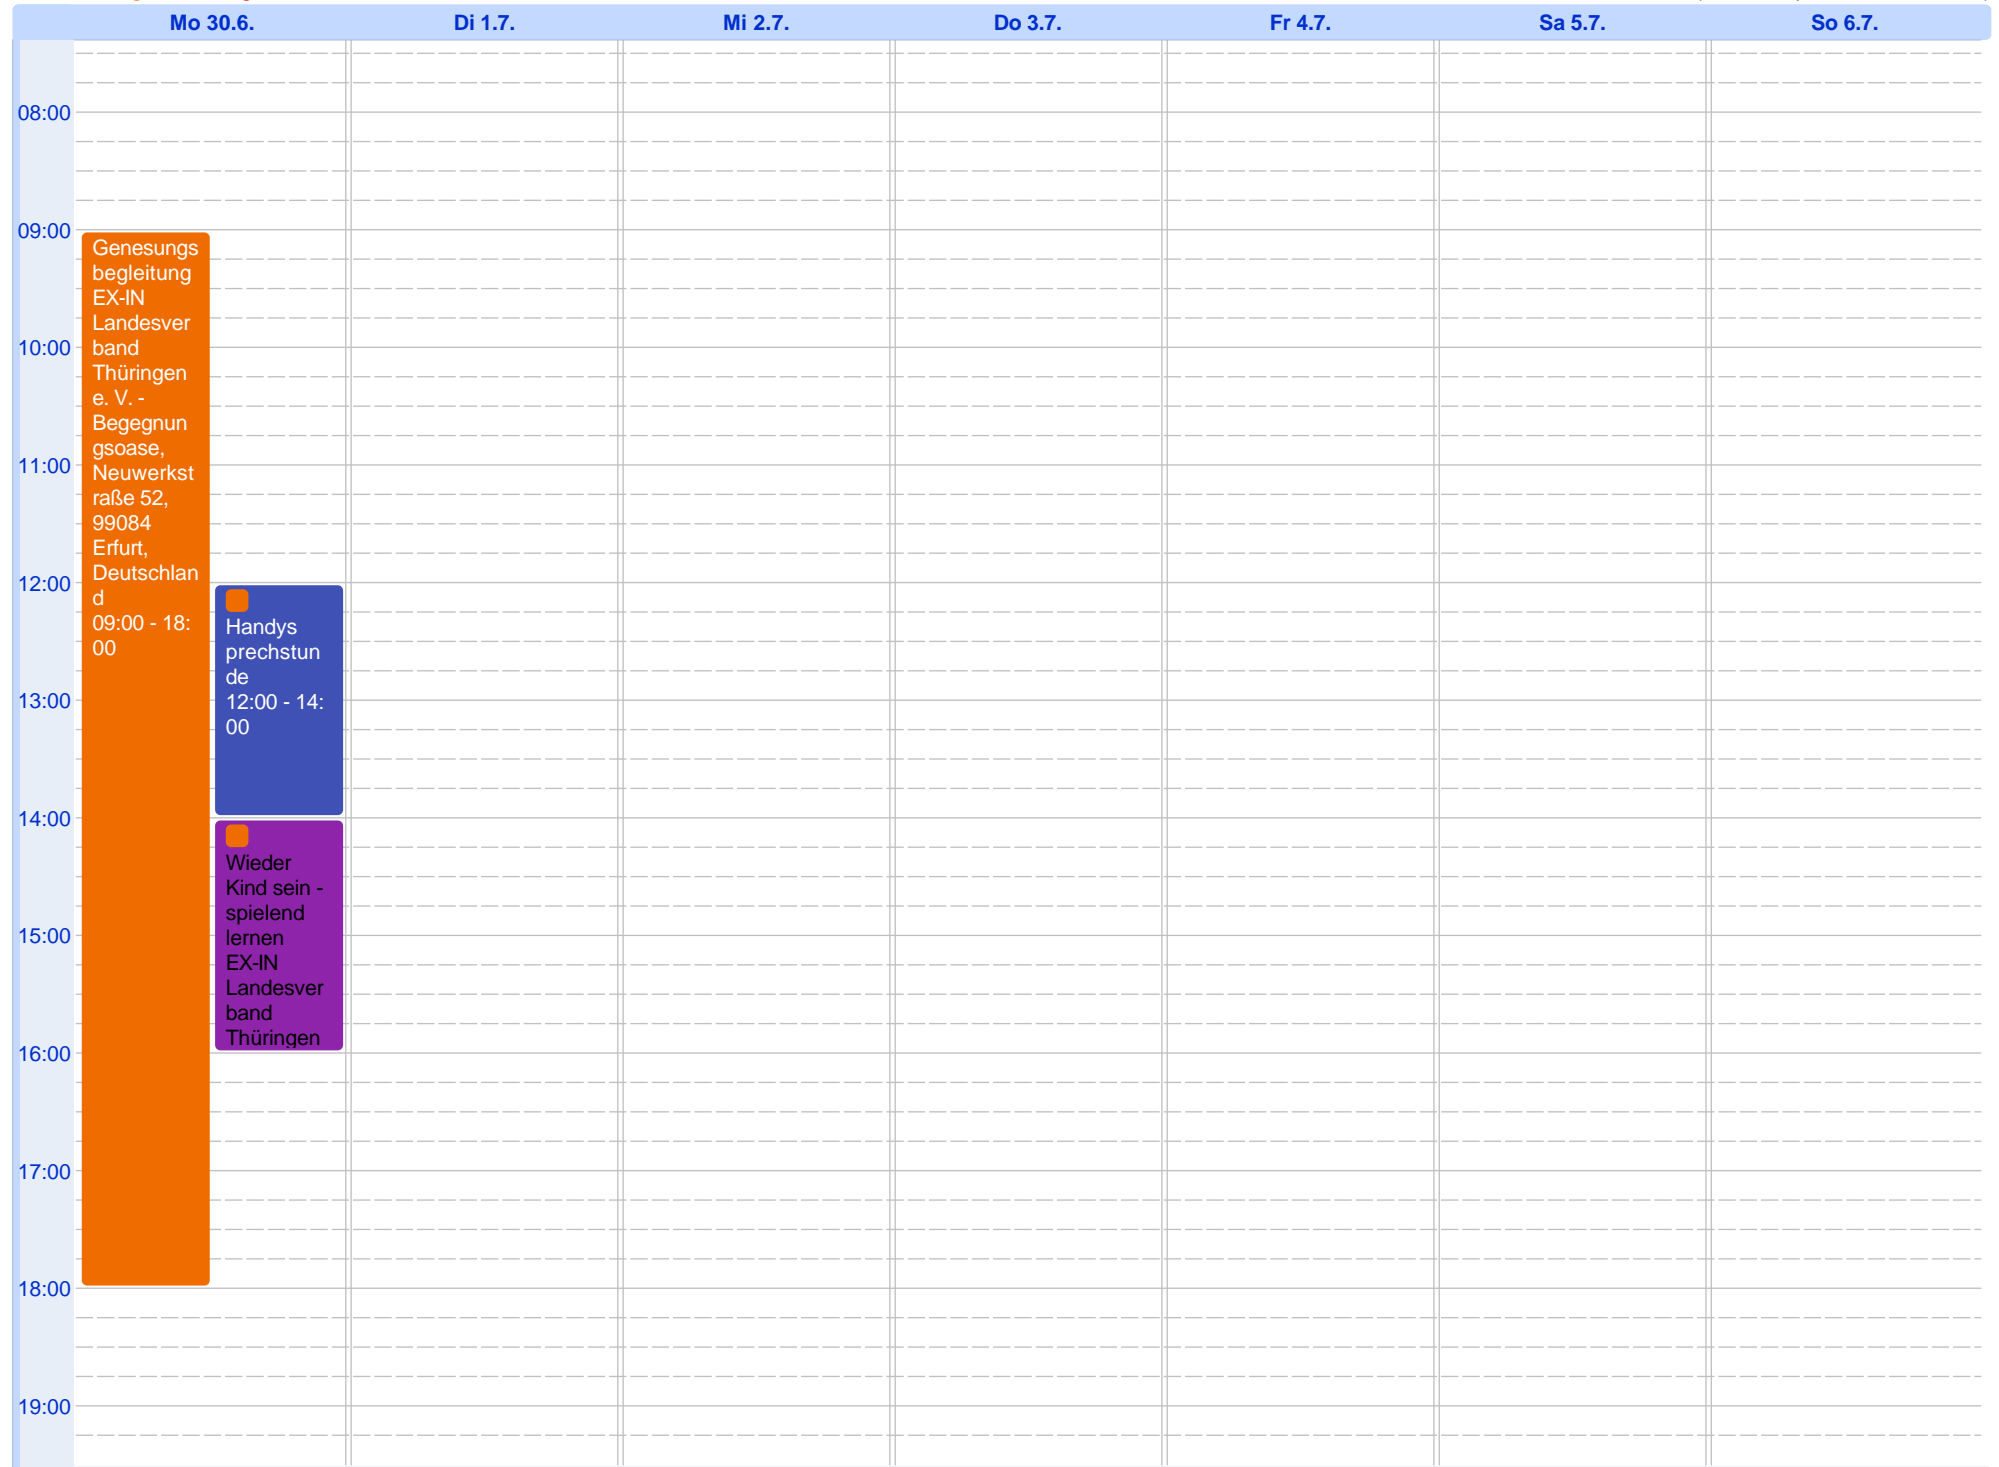 Mo 30.6.
Di 1.7.
Mi 2.7.
Do 3.7.
Fr 4.7.
Sa 5.7.
So 6.7.
08:00
09:00
10:00
11:00
12:00
13:00
14:00
15:00
16:00
17:00
18:00
19:00
Genesungs
begleitung
EX-IN
Landesver
band
Thüringen
e. V. -
Begegnun
gsoase,
Neuwerkst
raße 52,
99084
Erfurt,
Deutschlan
d
09:00 - 18:
00
Handys
prechstun
de
12:00 - 14:
00
Wieder
Kind sein -
spielend
lernen
EX-IN
Landesver
band
Thüringen